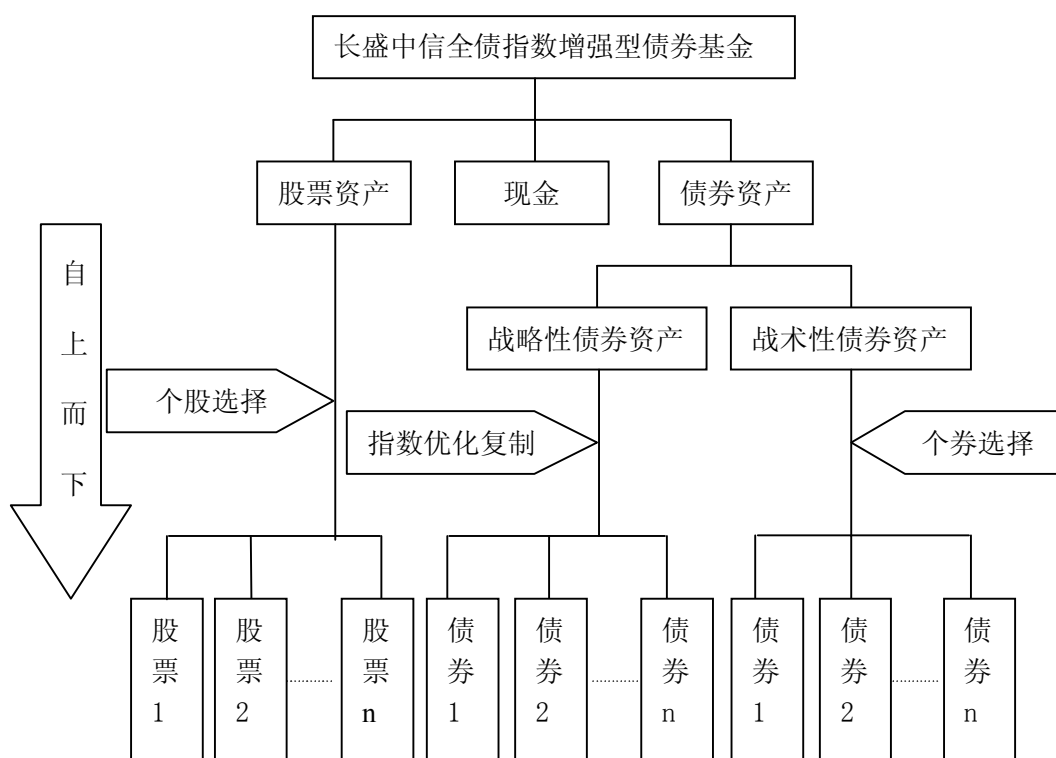 长盛中信全债指数增强型债券基金
股票资产
现金
债券资产
自上而下
战略性债券资产
战术性债券资产
个股选择
指数优化复制
个券选择
股票1
股票2
............
股票n
债券1
债券2
............
债券n
债券1
债券2
............
债券n